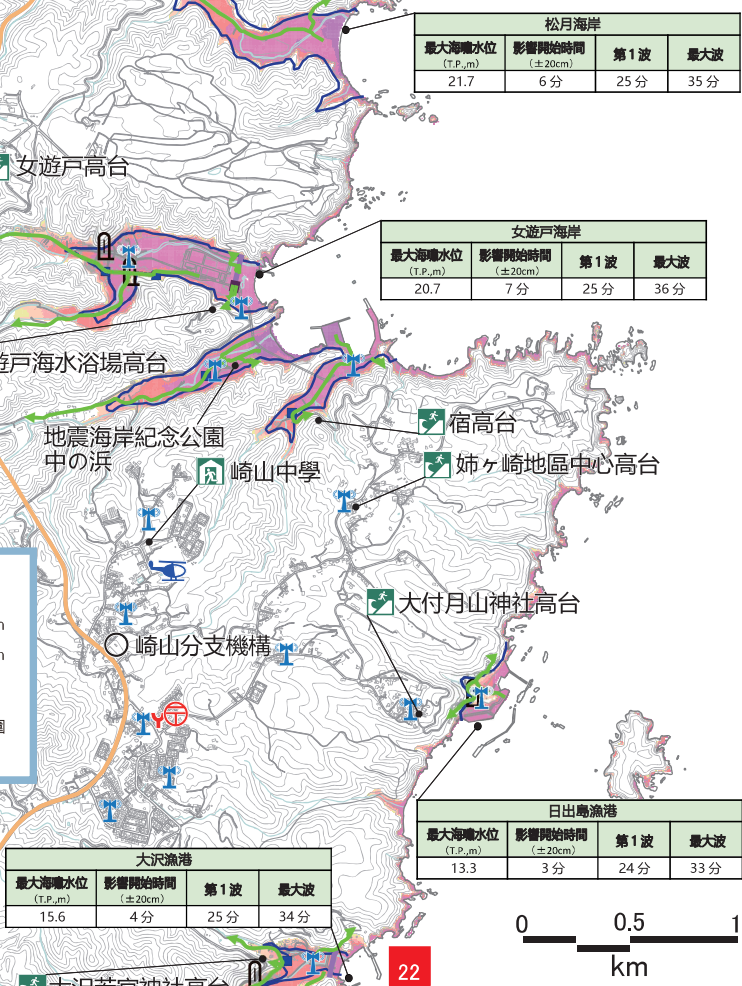 松月海岸
最大海嘯水位 (T.P.,m) 影響開始時間 (±20cm) 第1波 最大波
21.7 6分 25分 35分
女遊戸高台
女遊戸海岸
最大海嘯水位 (T.P.,m) 影響開始時間 (±20cm) 第1波 最大波
20.7 7分 25分 36分
遊戸海水浴場高台
地震海岸紀念公園
中の浜
宿高台
崎山中學
姉ヶ崎地區中心高台
大付月山神社高台
m
崎山分支機構
m
日出島漁港
最大海嘯水位 (T.P.,m) 影響開始時間 (±20cm) 第1波 最大波
13.3 3分 24分 33分
大沢漁港
最大海嘯水位 (T.P.,m) 影響開始時間 (±20cm) 第1波 最大波
15.6 4分 25分 34分
0 0.5 1
km
22